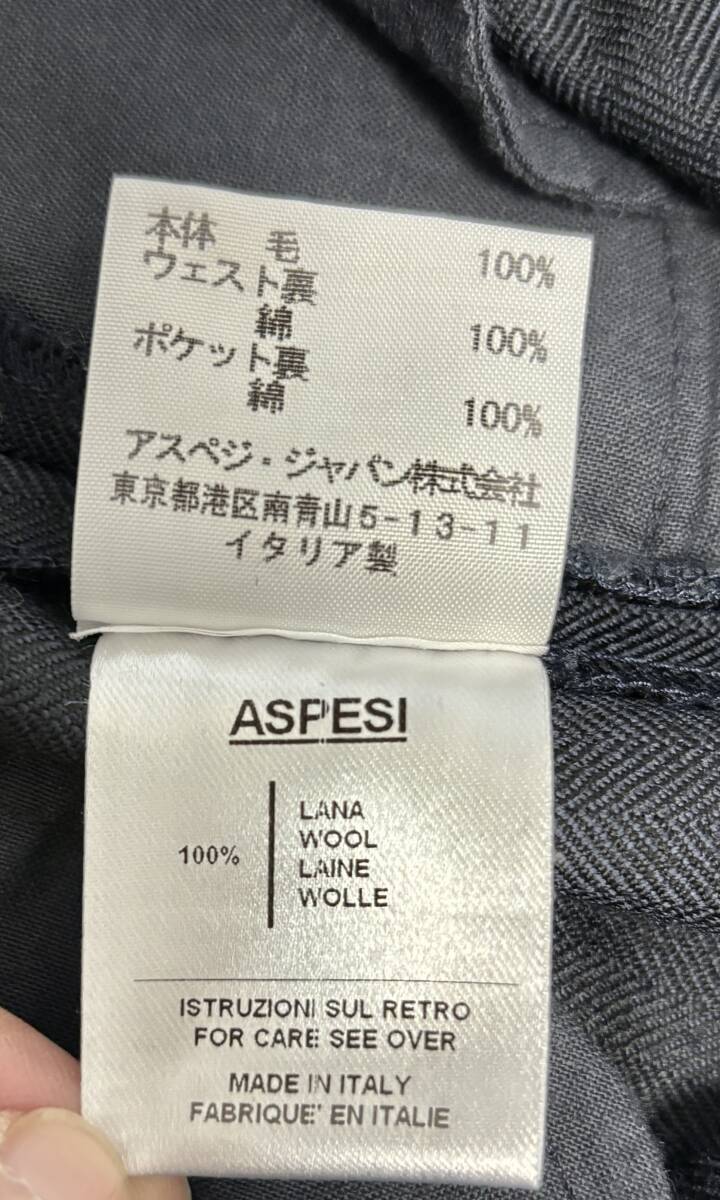 本体 毛 100%
ウェスト裏
綿 100%
ポケット裏
綿 100%
アスペジ・ジャパン株式会社
東京都港区南青山5-13-11
イタリア製
ASPESI
100%
LANA
WOOL
LAINE
WOLLE
ISTRUZIONI SUL RETRO
FOR CARE SEE OVER
MADE IN ITALY
FABRIQUE' EN ITALIE